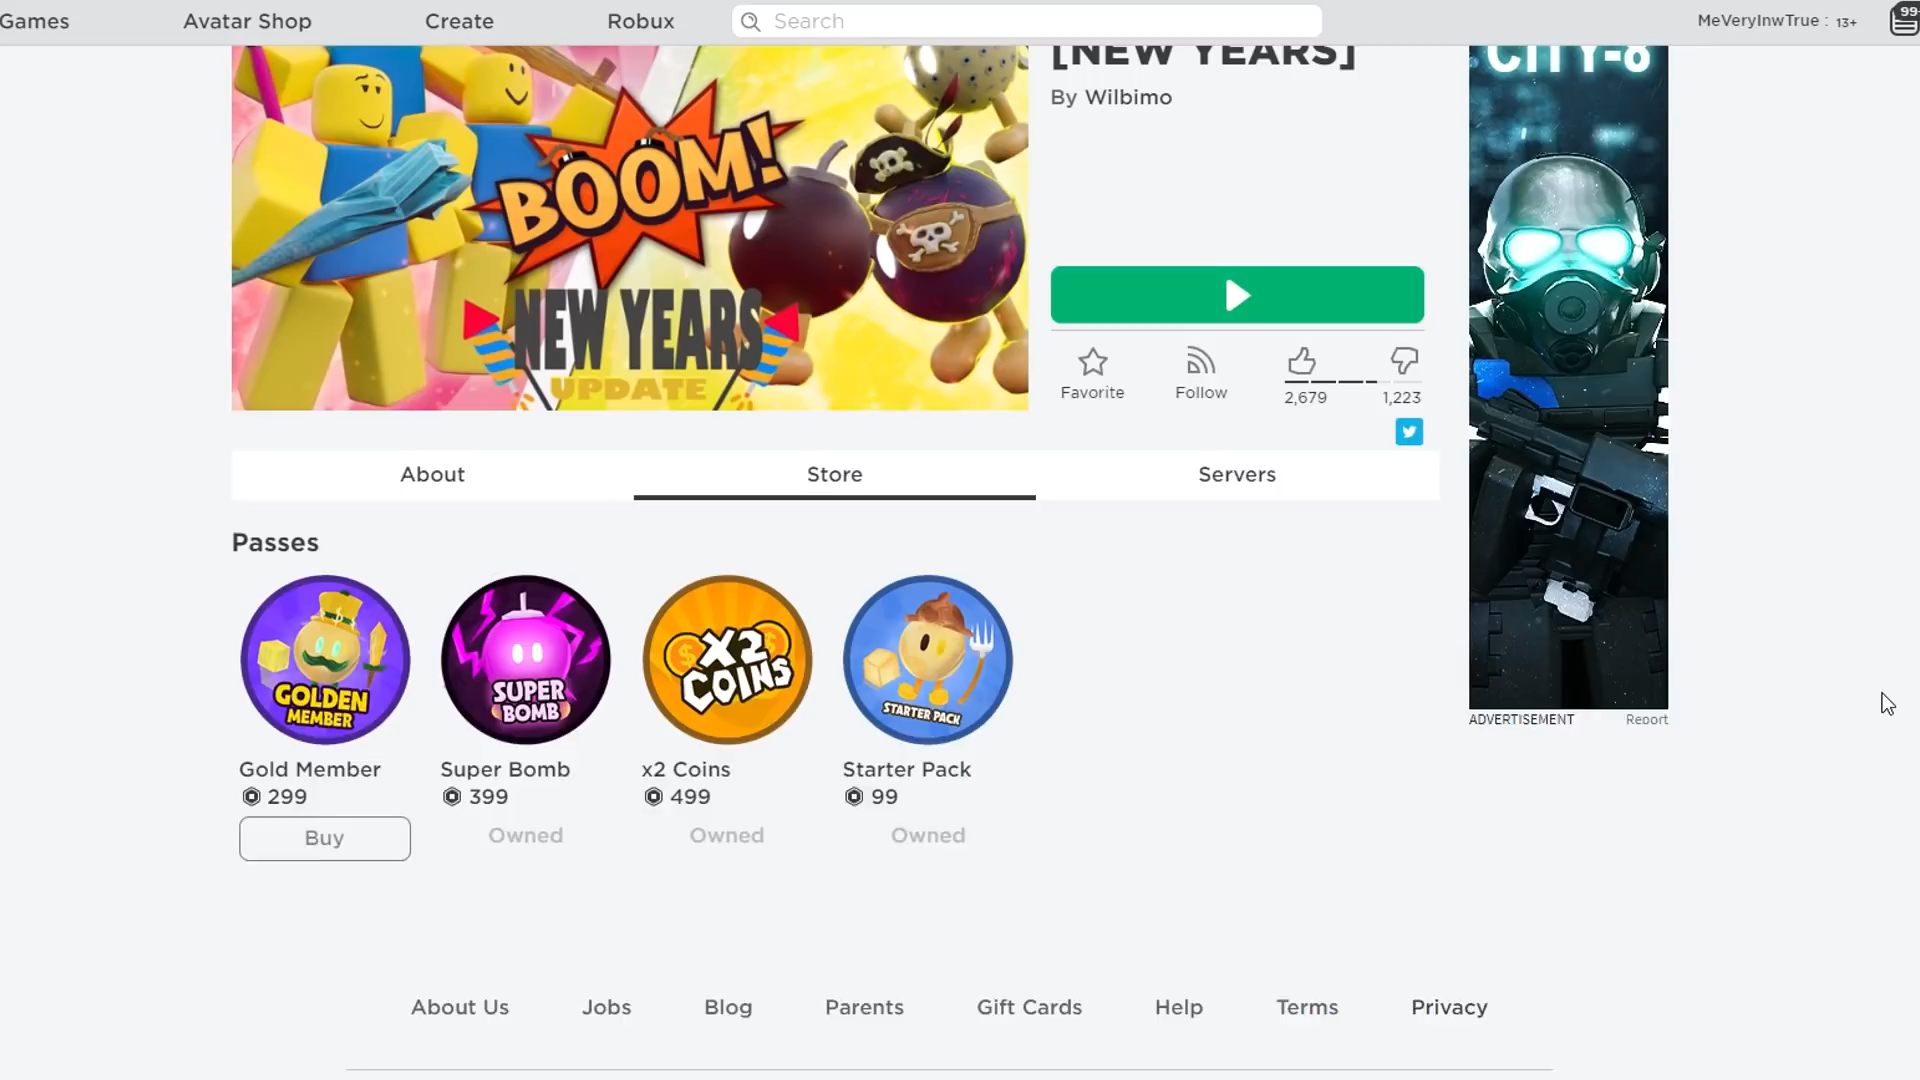 Games
Avatar Shop
Create
Robux
Search
MeVeryInwTrue : 13+
99+
BOOM!
NEW YEARS
UPDATE
[NEW YEARS]
By Wilbimo
Favorite
Follow
2,679
1,223
CITY-8
ADVERTISEMENT
Report
About
Store
Servers
Passes
GOLDEN
MEMBER
SUPER
BOMB
X2
COINS
STARTER PACK
Gold Member
Super Bomb
x2 Coins
Starter Pack
299
399
499
99
Buy
Owned
Owned
Owned
About Us
Jobs
Blog
Parents
Gift Cards
Help
Terms
Privacy